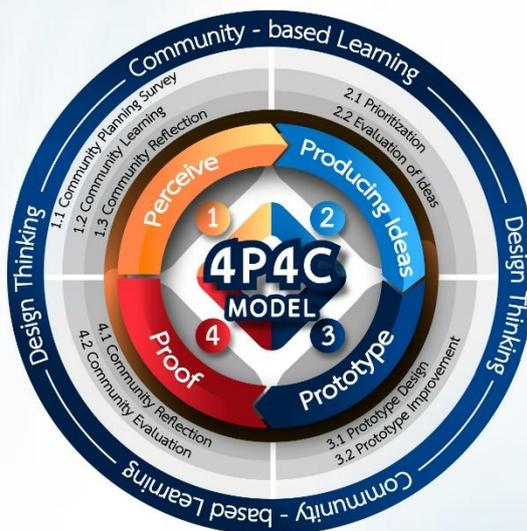 Community - based Learning
Design Thinking
Design Thinking
Community - based Learning
1.1 Community Planning Survey
1.2 Community Learning
1.3 Community Reflection
2.1 Prioritization
2.2 Evaluation of Ideas
Perceive
Producing Ideas
1
2
4P4C
MODEL
4
3
Proof
Prototype
4.1 Community Reflection
4.2 Community Evaluation
3.1 Prototype Design
3.2 Prototype Improvement